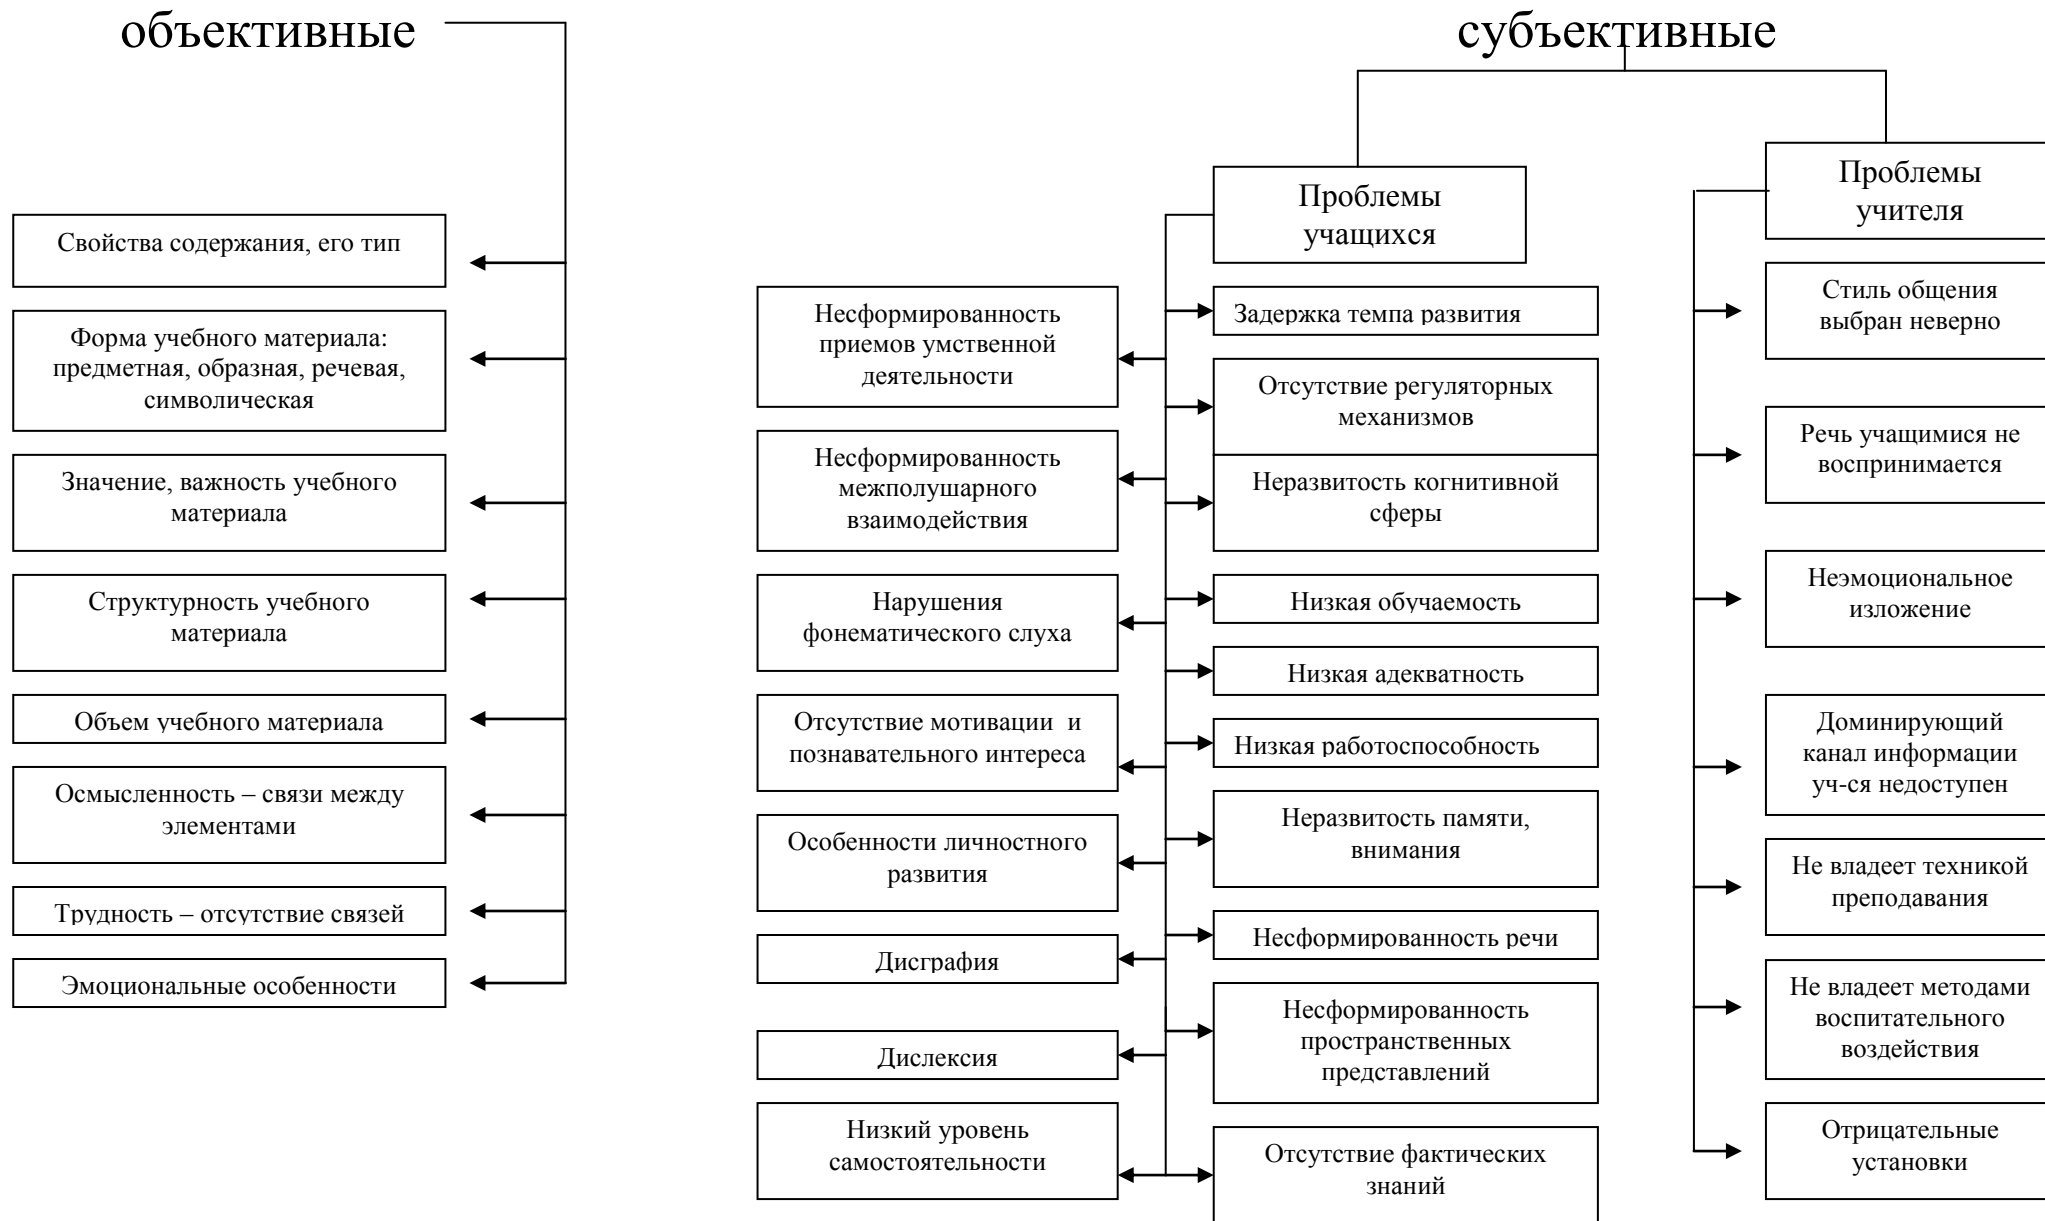 объективные
Свойства содержания, его тип
Форма учебного материала:
предметная, образная, речевая,
символическая
Значение, важность учебного
материала
Структурность учебного
материала
Объем учебного материала
Осмысленность – связи между
элементами
Трудность – отсутствие связей
Эмоциональные особенности
субъективные
Проблемы
учащихся
Несформированность
приемов умственной
деятельности
Несформированность
межполушарного
взаимодействия
Нарушения
фонематического слуха
Отсутствие мотивации и
познавательного интереса
Особенности личностного
развития
Дисграфия
Дислексия
Низкий уровень
самостоятельности
Задержка темпа развития
Отсутствие регуляторных
механизмов
Неразвитость когнитивной
сферы
Низкая обучаемость
Низкая адекватность
Низкая работоспособность
Неразвитость памяти,
внимания
Несформированность речи
Несформированность
пространственных
представлений
Отсутствие фактических
знаний
Проблемы
учителя
Стиль общения
выбран неверно
Речь учащимися не
воспринимается
Неэмоциональное
изложение
Доминирующий
канал информации
уч-ся недоступен
Не владеет техникой
преподавания
Не владеет методами
воспитательного
воздействия
Отрицательные
установки